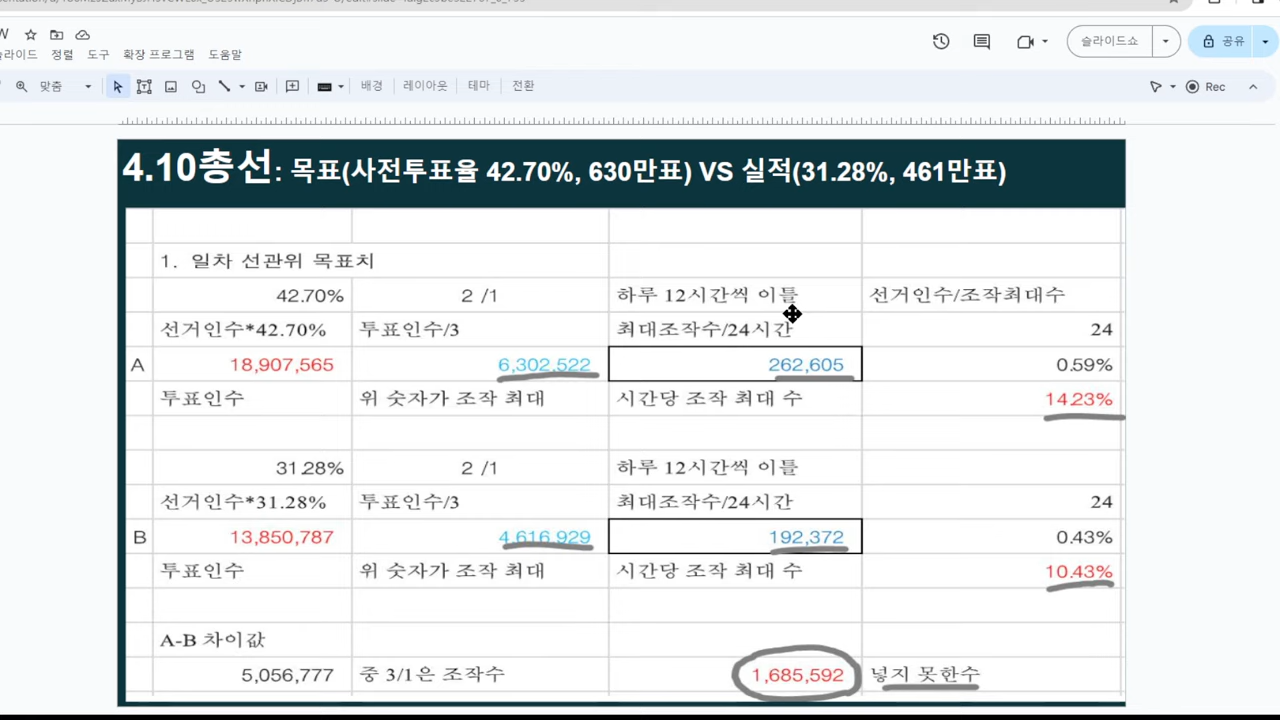 슬라이드 정렬 도구 확장 프로그램 도움말
슬라이드쇼 공유
맞춤 배경 레이아웃 테마 전환 Rec
4.10총선: 목표(사전투표율 42.70%, 630만표) VS 실적(31.28%, 461만표)
1. 일차 선관위 목표치
42.70% 2 /1 하루 12시간씩 이틀 선거인수/조작최대수
선거인수*42.70% 투표인수/3 최대조작수/24시간 24
A 18,907,565 6,302,522 262,605 0.59%
투표인수 위 숫자가 조작 최대 시간당 조작 최대 수 14.23%
31.28% 2 /1 하루 12시간씩 이틀
선거인수*31.28% 투표인수/3 최대조작수/24시간 24
B 13,850,787 4,616,929 192,372 0.43%
투표인수 위 숫자가 조작 최대 시간당 조작 최대 수 10.43%
A-B 차이값
5,056,777 중 3/1은 조작수 1,685,592 넣지 못한수